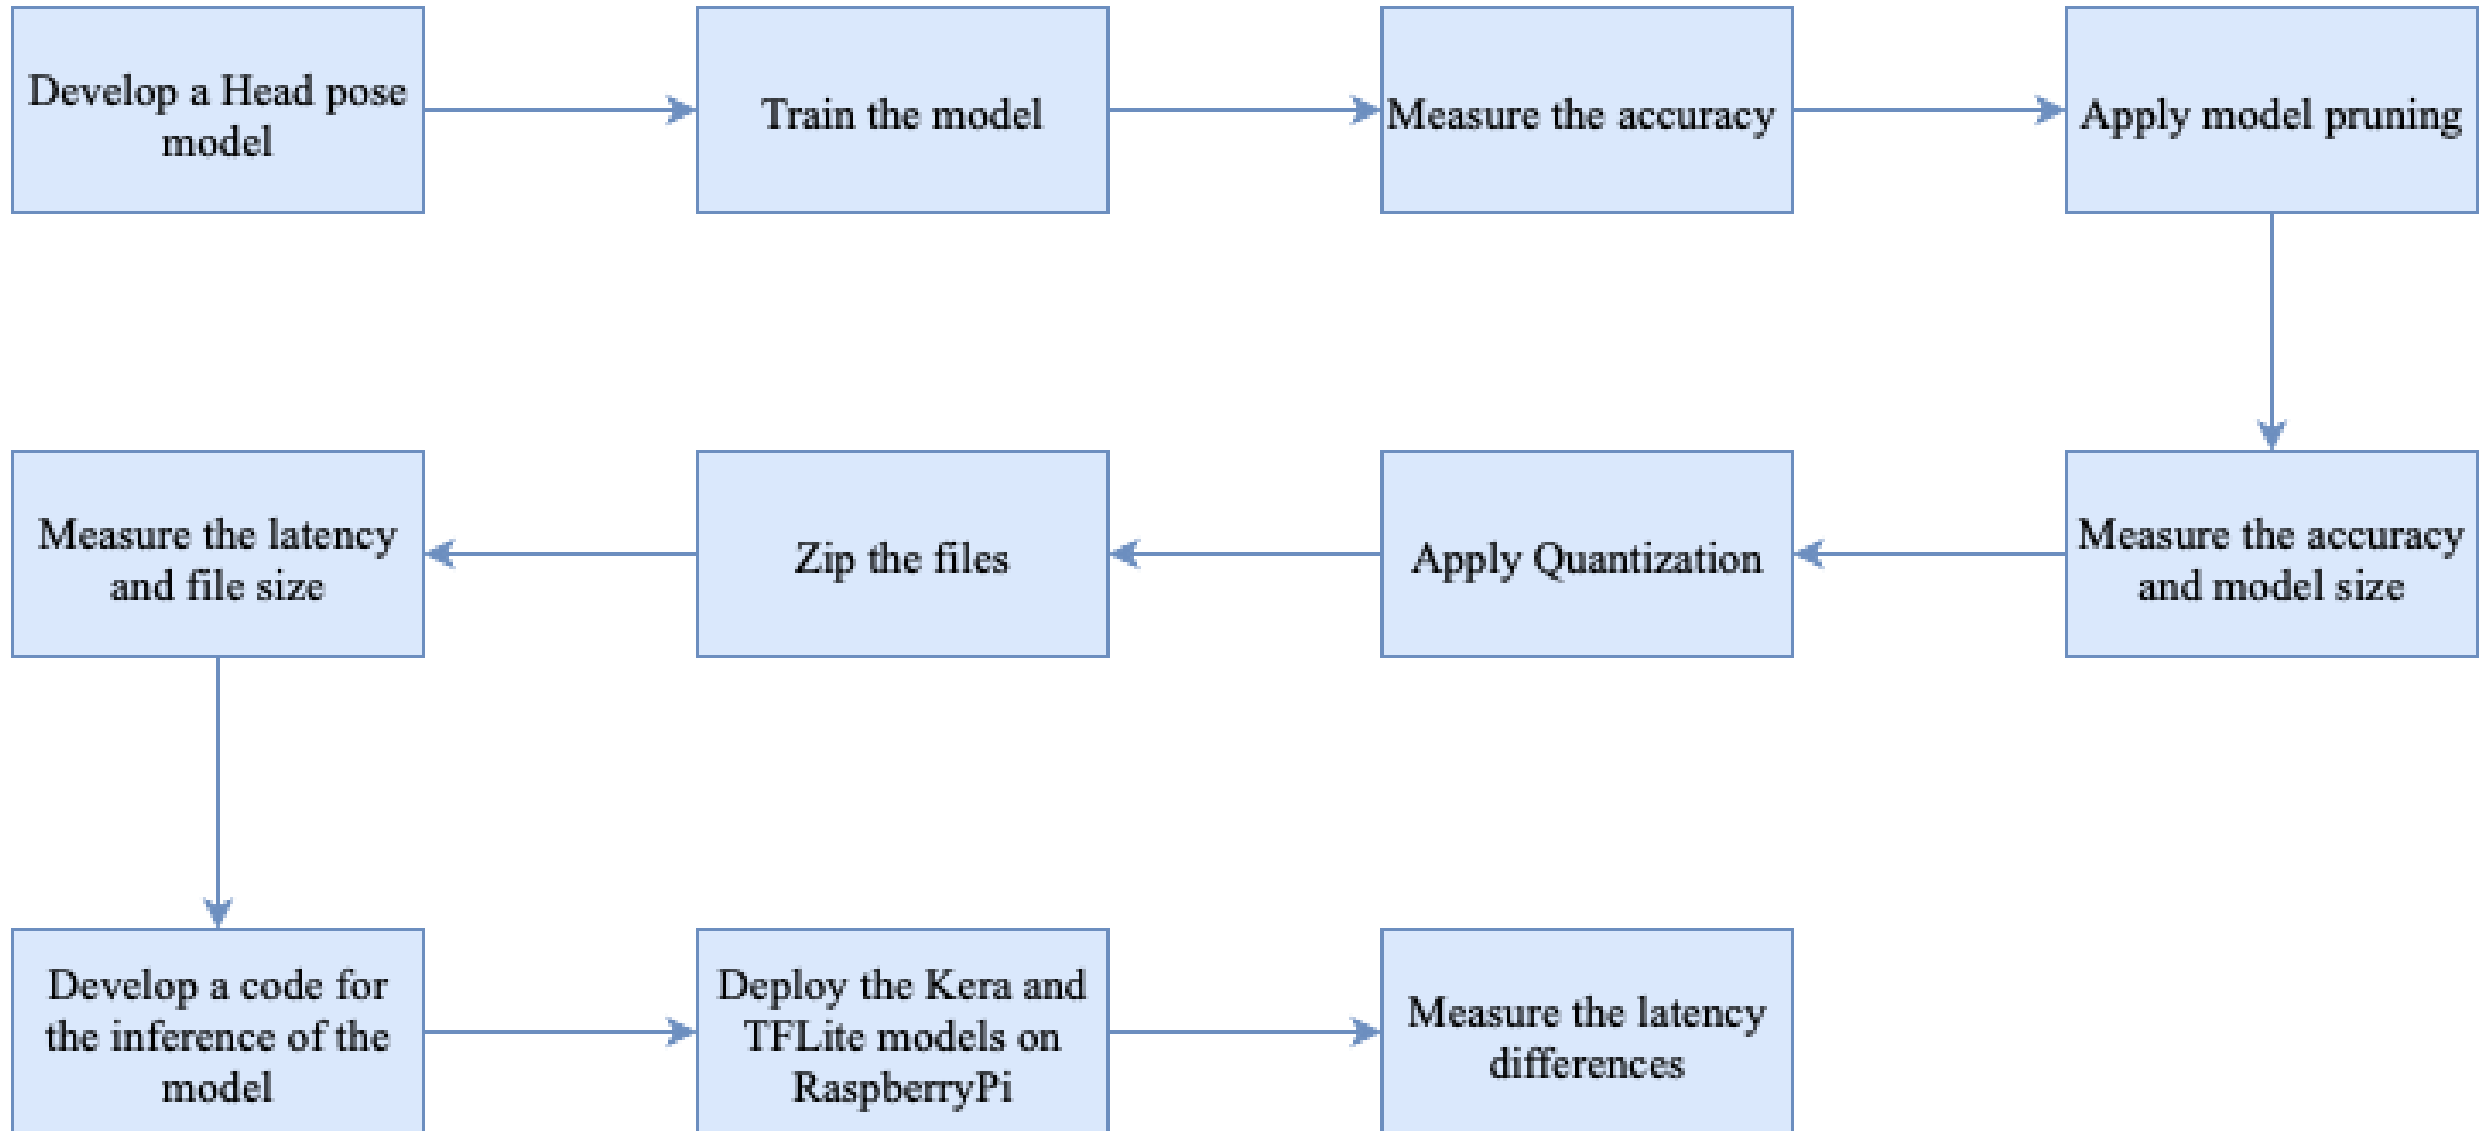 Develop a Head pose
model
Train the model
Measure the accuracy
Apply model pruning
Measure the latency
and file size
Zip the files
Apply Quantization
Measure the accuracy
and model size
Develop a code for
the inference of the
model
Deploy the Kera and
TFLite models on
RaspberryPi
Measure the latency
differences